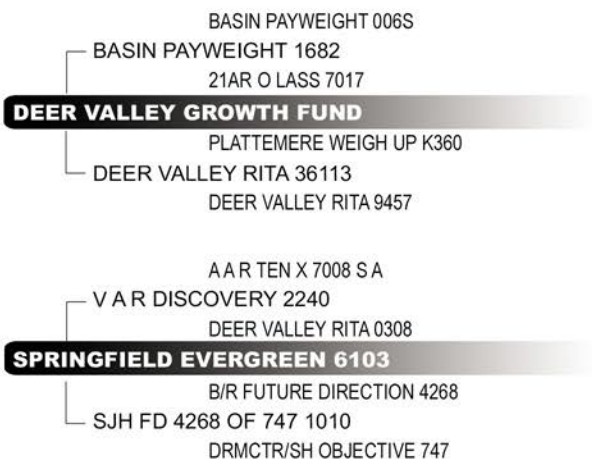 BASIN PAYWEIGHT 006S
BASIN PAYWEIGHT 1682
21AR O LASS 7017
DEER VALLEY GROWTH FUND
PLATTEMERE WEIGH UP K360
DEER VALLEY RITA 36113
DEER VALLEY RITA 9457
A A R TEN X 7008 S A
V A R DISCOVERY 2240
DEER VALLEY RITA 0308
SPRINGFIELD EVERGREEN 6103
B/R FUTURE DIRECTION 4268
SJH FD 4268 OF 747 1010
DRMCTR/SH OBJECTIVE 747